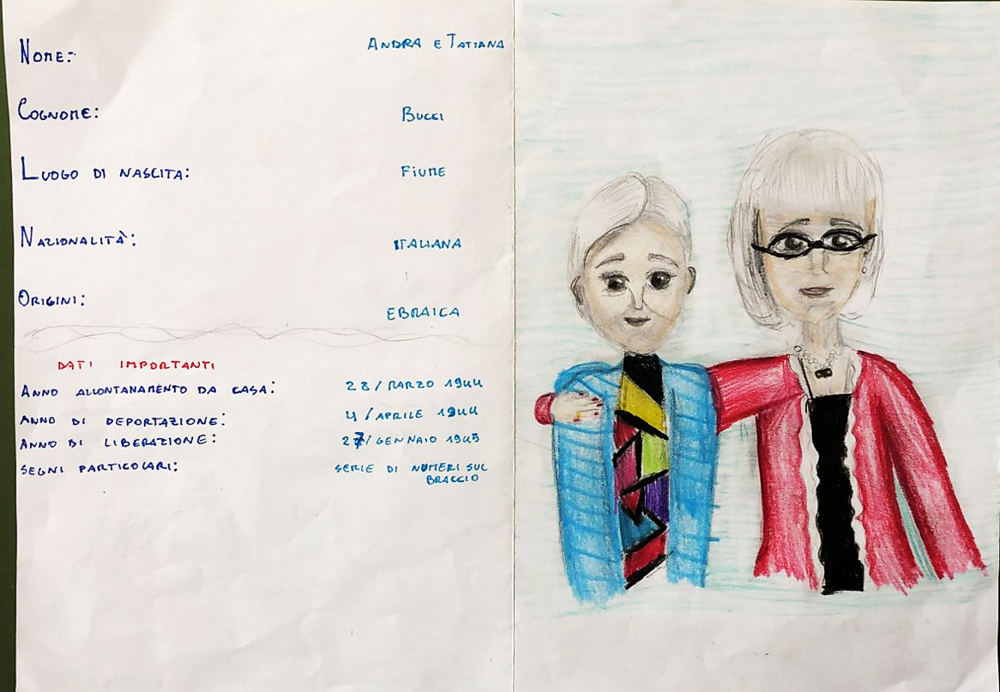 Nome: Andra e Tatiana
Cognome: Bucci
Luogo di nascita: Fiume
Nazionalità: Italiana
Origini: Ebraica
DATI IMPORTANTI
Anno allontanamento da casa: 28/Marzo 1944
Anno di deportazione: 4/Aprile 1944
Anno di liberazione: 27/Gennaio 1945
Segni particolari: Serie di numeri sul
braccio